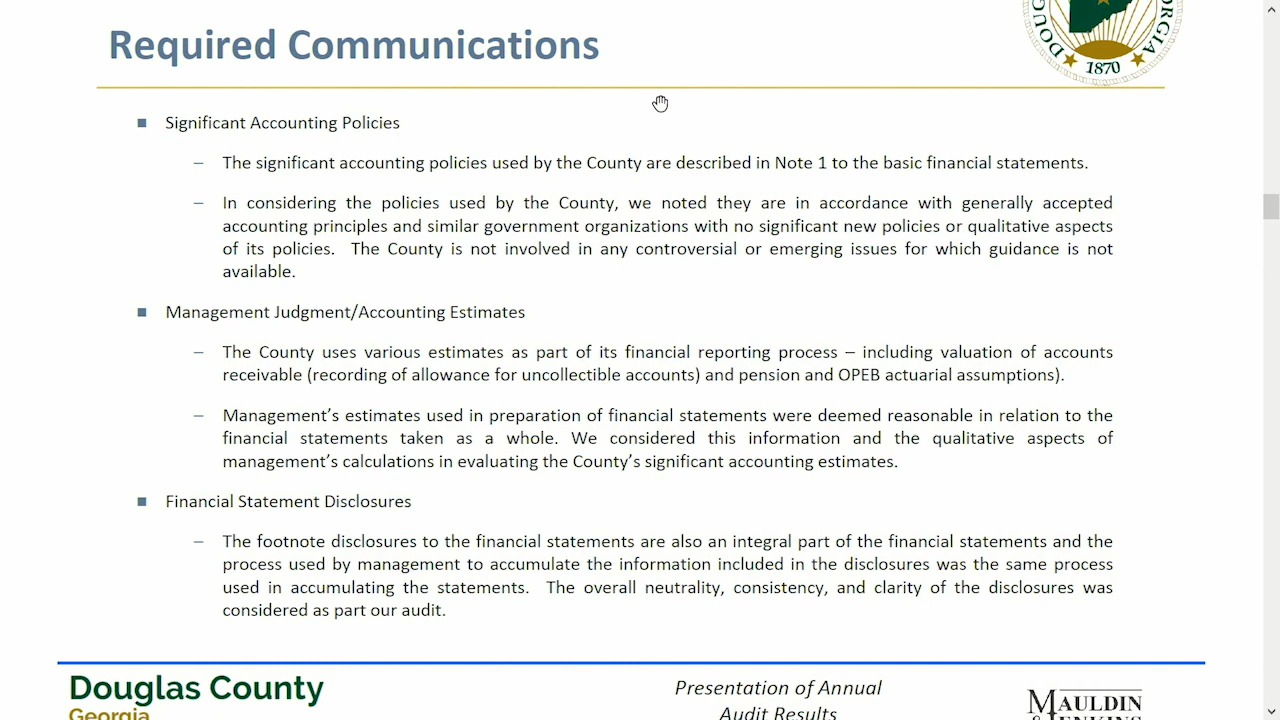 Required Communications
DOUG
ORGIA
1870
Significant Accounting Policies
– The significant accounting policies used by the County are described in Note 1 to the basic financial statements.
– In considering the policies used by the County, we noted they are in accordance with generally accepted
accounting principles and similar government organizations with no significant new policies or qualitative aspects
of its policies. The County is not involved in any controversial or emerging issues for which guidance is not
available.
Management Judgment/Accounting Estimates
– The County uses various estimates as part of its financial reporting process – including valuation of accounts
receivable (recording of allowance for uncollectible accounts) and pension and OPEB actuarial assumptions).
– Management's estimates used in preparation of financial statements were deemed reasonable in relation to the
financial statements taken as a whole. We considered this information and the qualitative aspects of
management's calculations in evaluating the County's significant accounting estimates.
Financial Statement Disclosures
– The footnote disclosures to the financial statements are also an integral part of the financial statements and the
process used by management to accumulate the information included in the disclosures was the same process
used in accumulating the statements. The overall neutrality, consistency, and clarity of the disclosures was
considered as part our audit.
Douglas County
Georgia
Presentation of Annual
Audit Results
MAULDIN
& JENKINS